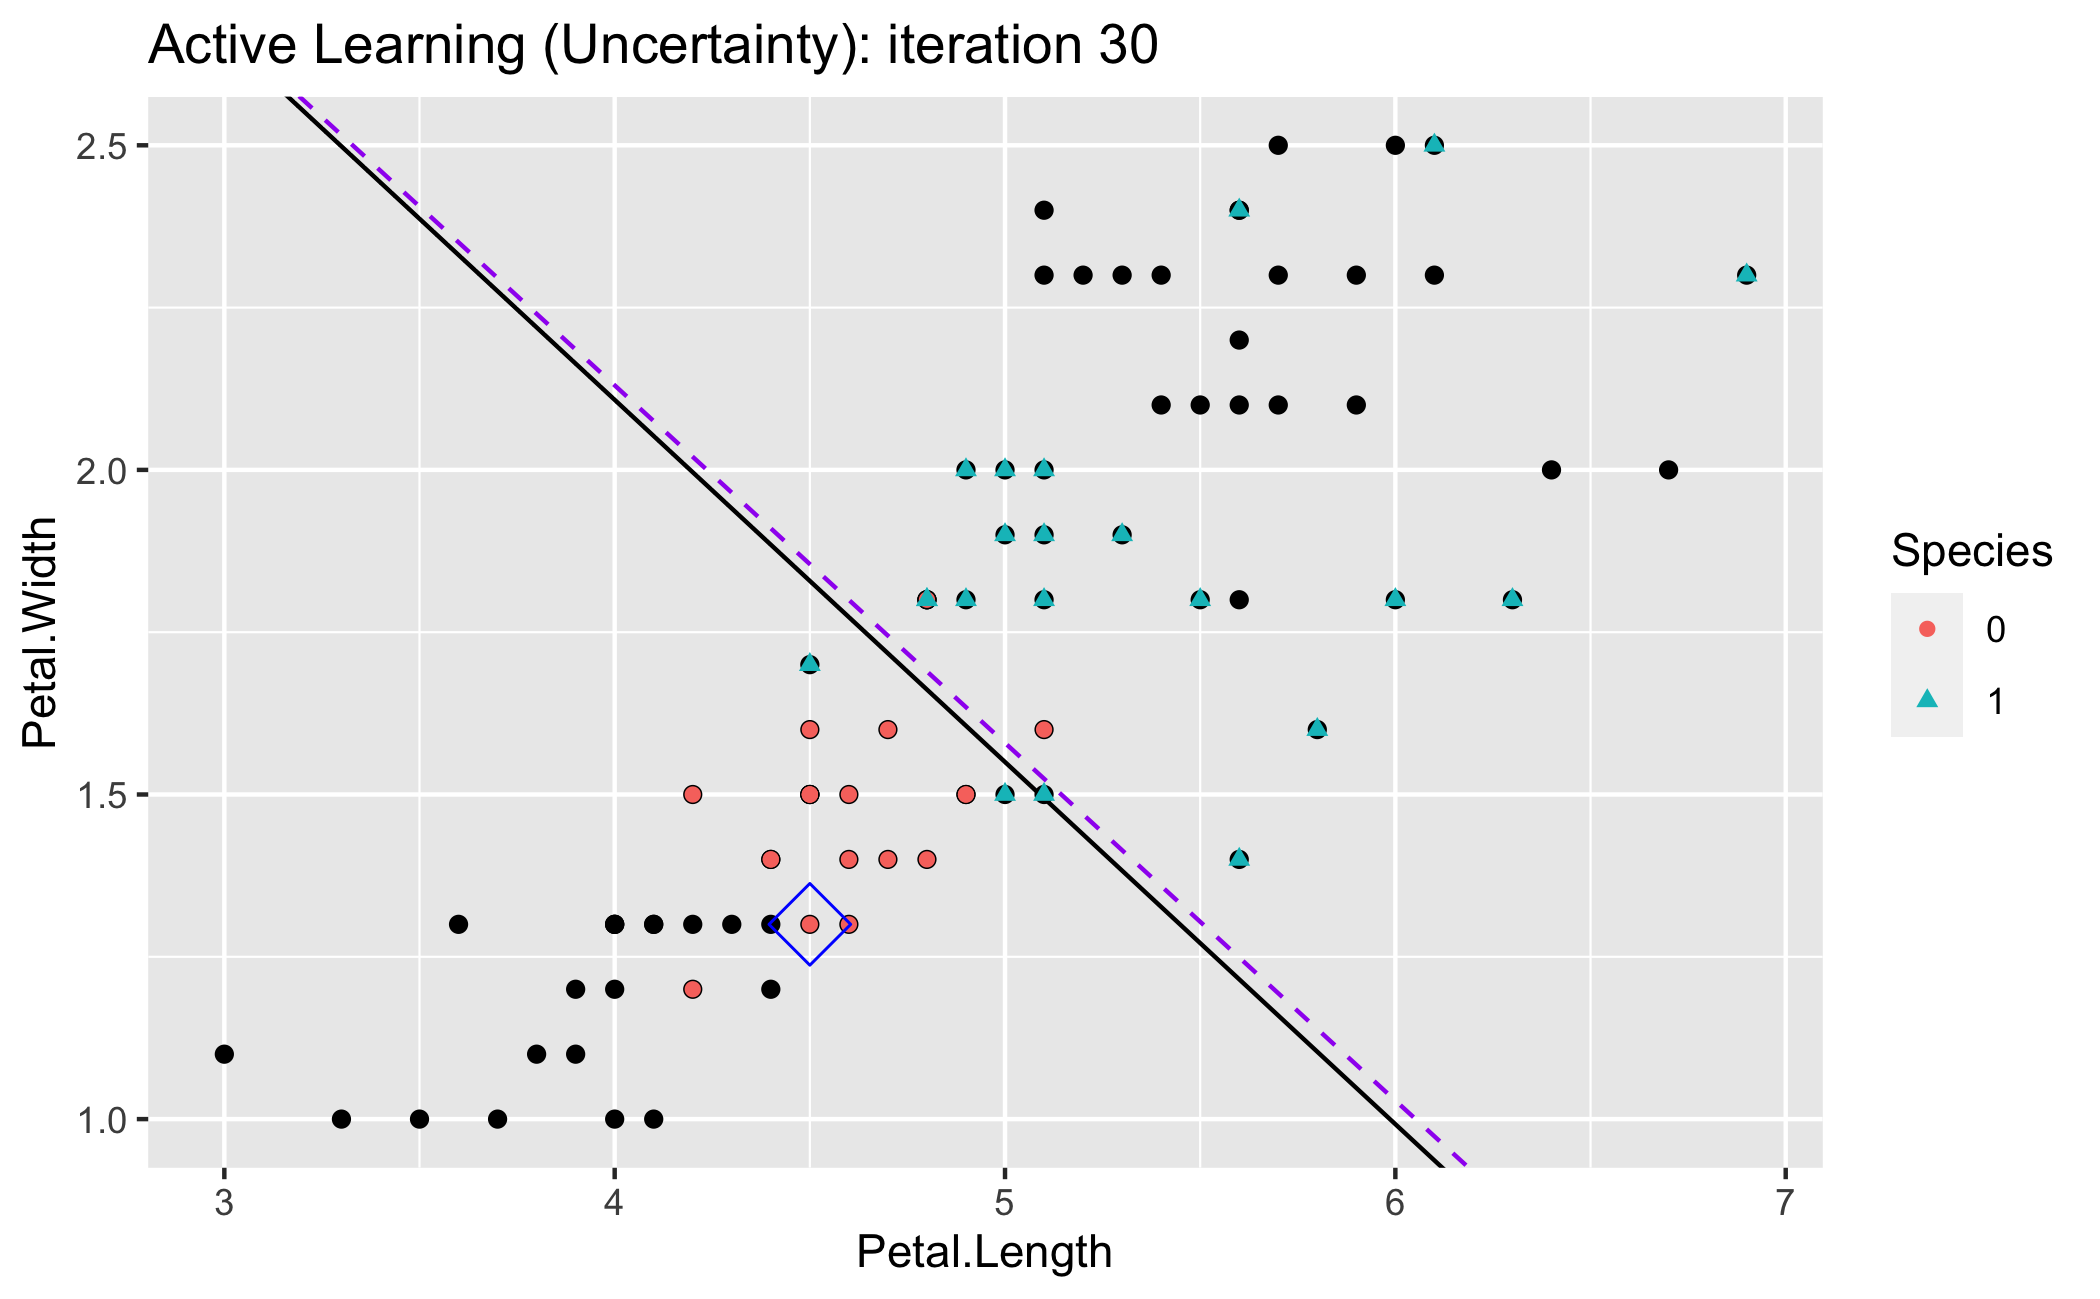 Active Learning (Uncertainty): iteration 30
2.5
2.0
1.5
1.0
Petal.Width
3 4 5 6 7
Petal.Length
Species
0
1